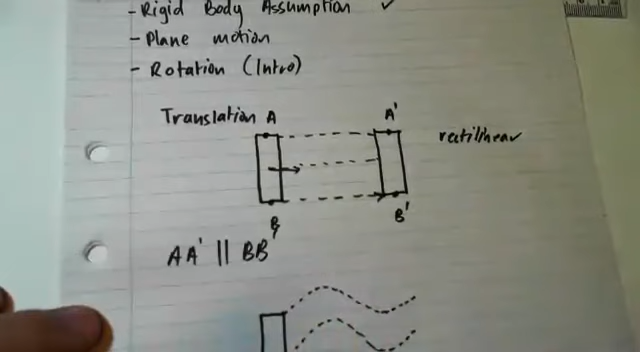 - Rigid Body Assumption ✓
- Plane motion
- Rotation (Intro)
Translation A A'
rectilinear
B B'
AA' || BB'